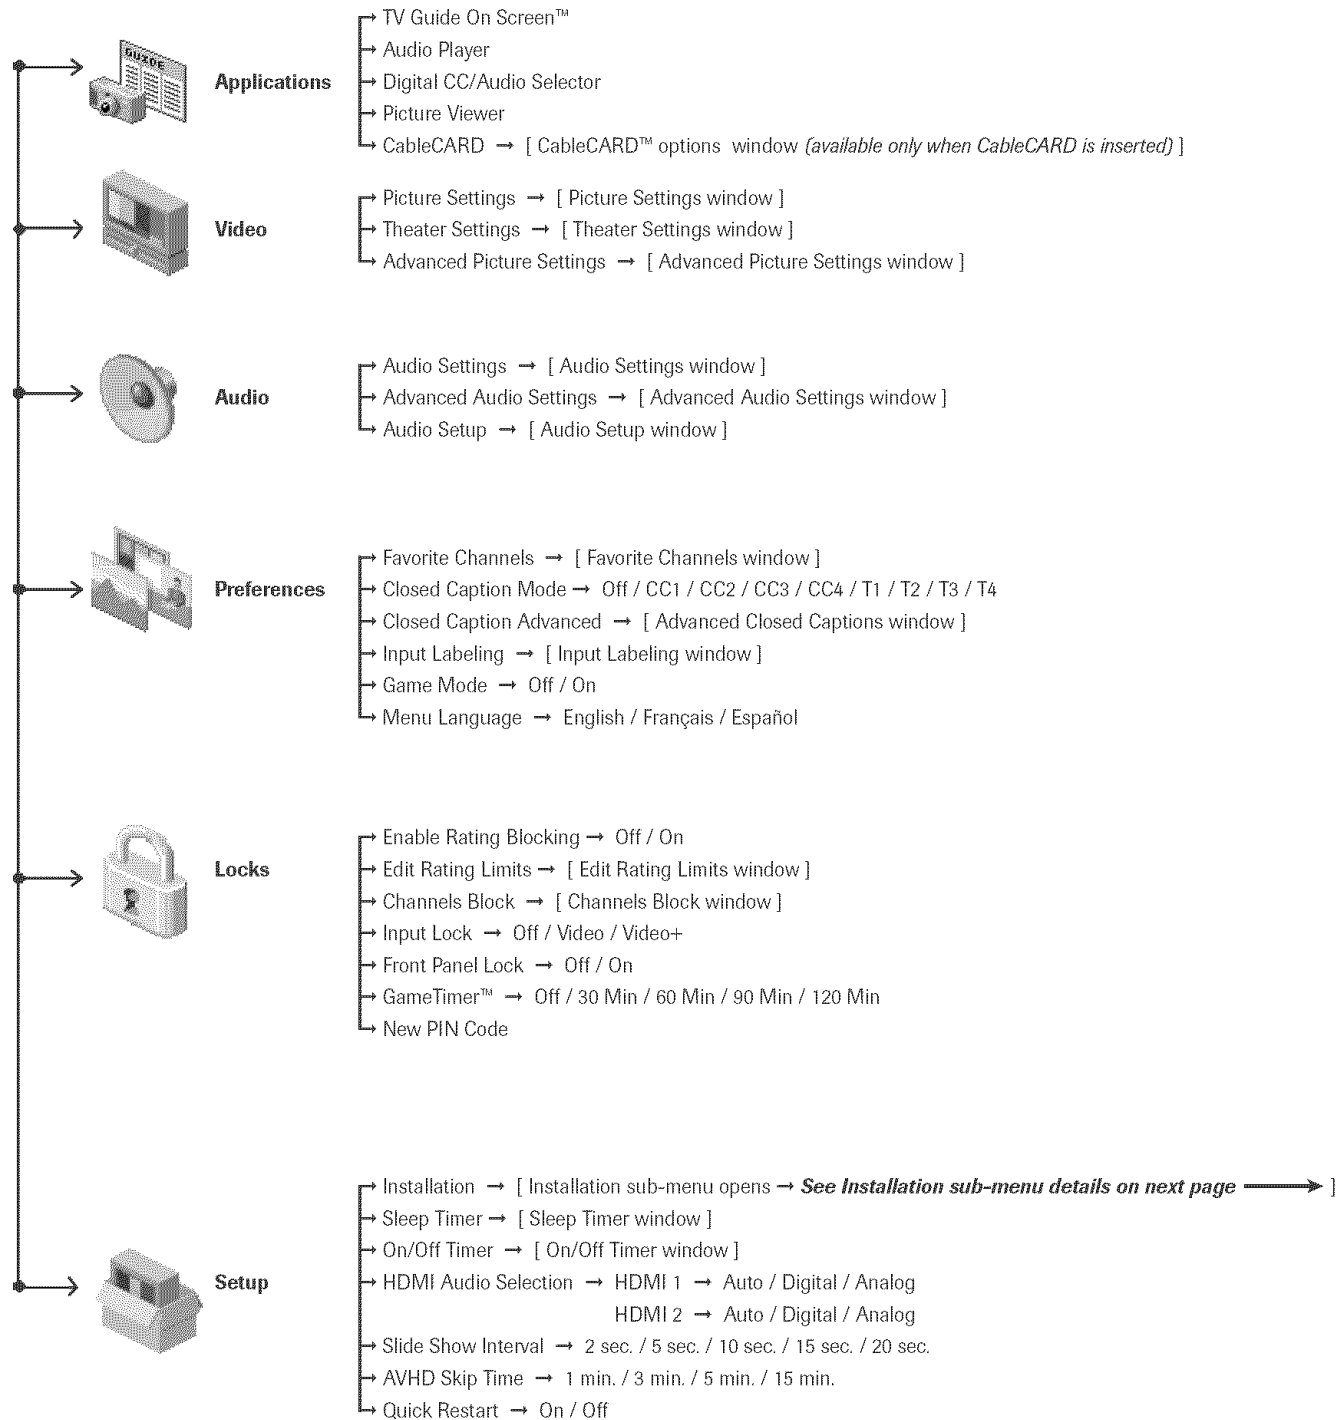 TV Guide On Screen™
Audio Player
GUIDE
Applications
Digital CC/Audio Selector
Picture Viewer
CableCARD → [ CableCARD™ options window (available only when CableCARD is inserted) ]
Picture Settings → [ Picture Settings window ]
Video
Theater Settings → [ Theater Settings window ]
Advanced Picture Settings → [ Advanced Picture Settings window ]
Audio Settings → [ Audio Settings window ]
Audio
Advanced Audio Settings → [ Advanced Audio Settings window ]
Audio Setup → [ Audio Setup window ]
Favorite Channels → [ Favorite Channels window ]
Preferences
Closed Caption Mode → Off / CC1 / CC2 / CC3 / CC4 / T1 / T2 / T3 / T4
Closed Caption Advanced → [ Advanced Closed Captions window ]
Input Labeling → [ Input Labeling window ]
Game Mode → Off / On
Menu Language → English / Français / Español
Enable Rating Blocking → Off / On
Locks
Edit Rating Limits → [ Edit Rating Limits window ]
Channels Block → [ Channels Block window ]
Input Lock → Off / Video / Video+
Front Panel Lock → Off / On
GameTimer™ → Off / 30 Min / 60 Min / 90 Min / 120 Min
New PIN Code
Installation → [ Installation sub-menu opens → See Installation sub-menu details on next page → ]
Sleep Timer → [ Sleep Timer window ]
On/Off Timer → [ On/Off Timer window ]
Setup
HDMI Audio Selection → HDMI 1 → Auto / Digital / Analog
HDMI 2 → Auto / Digital / Analog
Slide Show Interval → 2 sec. / 5 sec. / 10 sec. / 15 sec. / 20 sec.
AVHD Skip Time → 1 min. / 3 min. / 5 min. / 15 min.
Quick Restart → On / Off